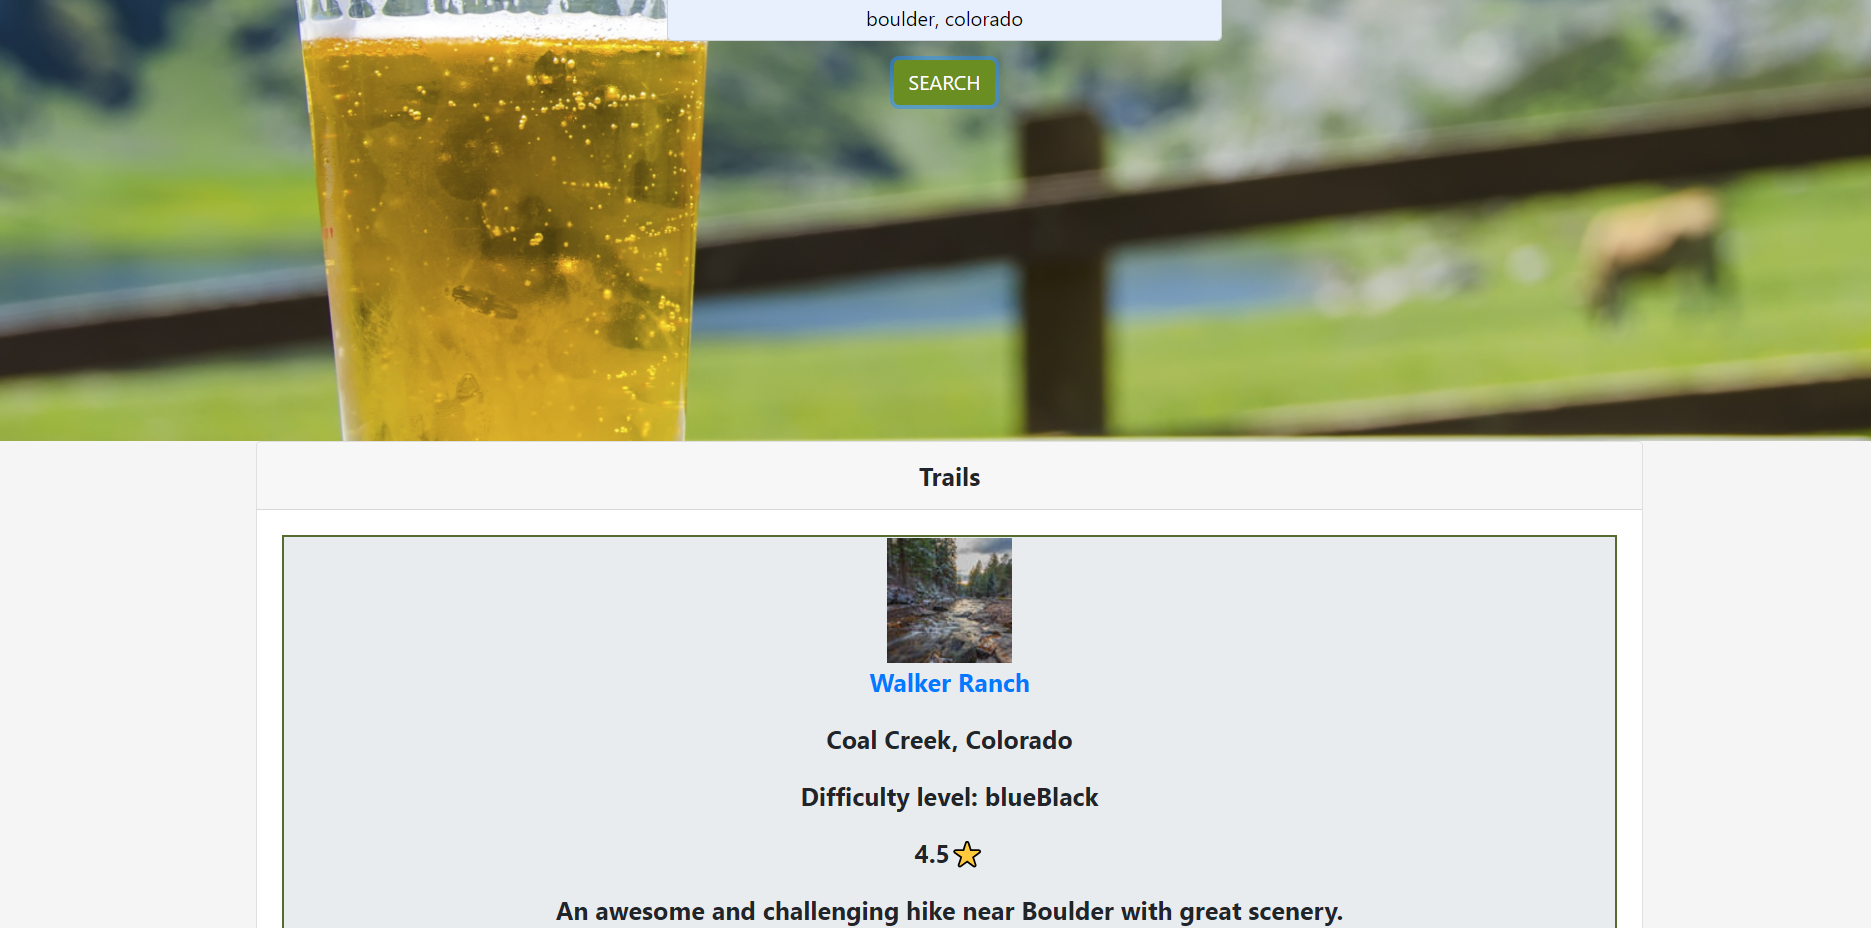 boulder, colorado
SEARCH
Trails
Walker Ranch
Coal Creek, Colorado
Difficulty level: blueBlack
4.5
An awesome and challenging hike near Boulder with great scenery.